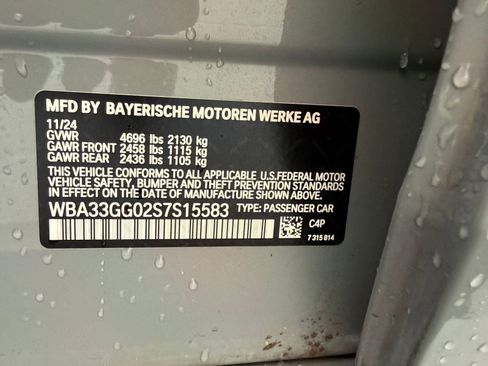 MFD BY BAYERISCHE MOTOREN WERKE AG
11/24
GVWR 4696 lbs 2130 kg
GAWR FRONT 2458 lbs 1115 kg
GAWR REAR 2436 lbs 1105 kg
THIS VEHICLE CONFORMS TO ALL APPLICABLE U.S.FEDERAL MOTOR
VEHICLE SAFETY, BUMPER AND THEFT PREVENTION STANDARDS
IN EFFECT ON THE DATE OF MANUFACTURE SHOWN ABOVE.
WBA33GG02S7S15583 TYPE: PASSENGER CAR
C4P
7 315 814